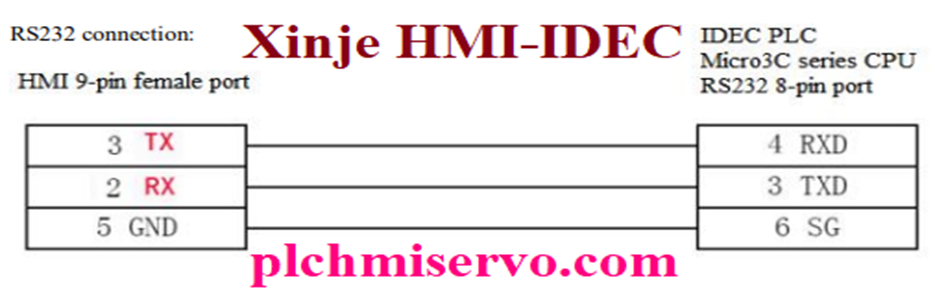 RS232 connection:
Xinje HMI-IDEC
IDEC PLC
Micro3C series CPU
RS232 8-pin port
HMI 9-pin female port
3 TX
4 RXD
2 RX
3 TXD
5 GND
6 SG
plchmiservo.com